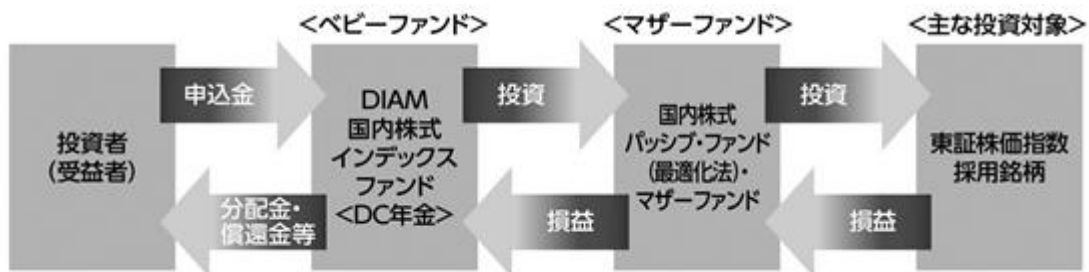 <ベビーファンド>
<マザーファンド>
<主な投資対象>
申込金
投資
投資
投資者
(受益者)
DIAM
国内株式
インデックス
ファンド
<DC年金>
国内株式
パッシブ・ファンド
(最適化法)・
マザーファンド
東証株価指数
採用銘柄
分配金・
償還金等
損益
損益